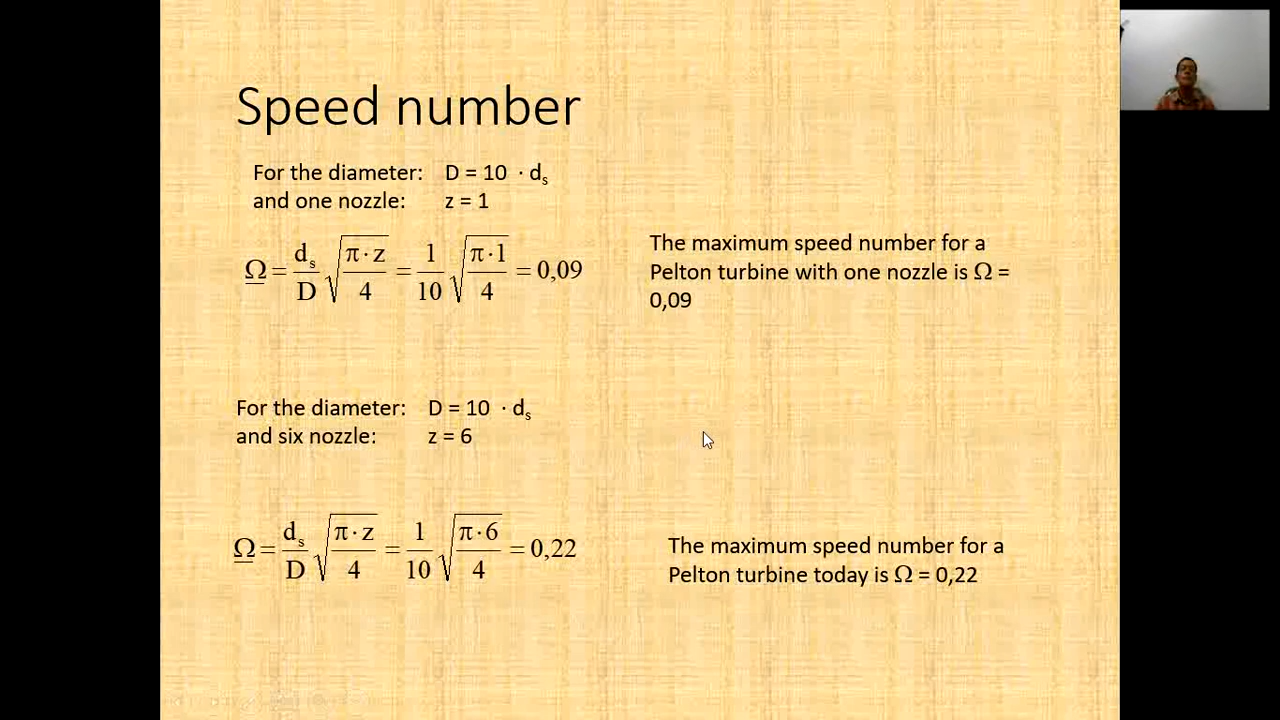 Speed number
For the diameter: D = 10 · dₛ
and one nozzle: z = 1
Ω = dₛ/D √(π · z/4) = 1/10 √(π · 1/4) = 0,09
The maximum speed number for a
Pelton turbine with one nozzle is Ω =
0,09
For the diameter: D = 10 · dₛ
and six nozzle: z = 6
Ω = dₛ/D √(π · z/4) = 1/10 √(π · 6/4) = 0,22
The maximum speed number for a
Pelton turbine today is Ω = 0,22